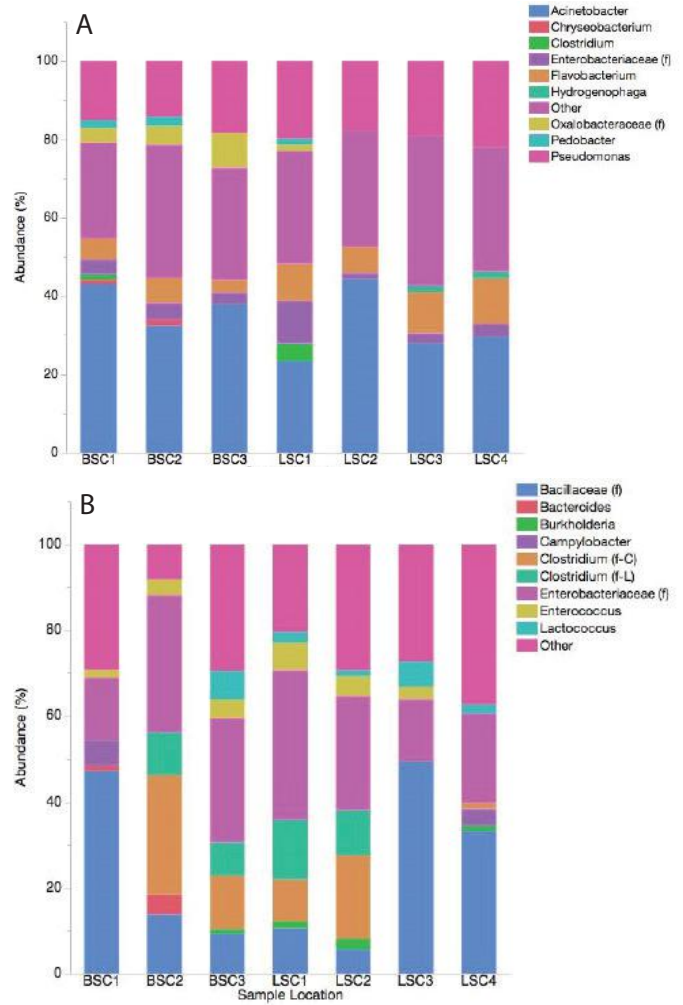 A
Acinetobacter
Chryseobacterium
Clostridium
Enterobacteriaceae (f)
Flavobacterium
Hydrogenophaga
Other
Oxalobacteraceae (f)
Pedobacter
Pseudomonas
Abundance (%)
100
80
60
40
20
0
BSC1 BSC2 BSC3 LSC1 LSC2 LSC3 LSC4
B
Bacillaceae (f)
Bacteroides
Burkholderia
Campylobacter
Clostridium (f-C)
Clostridium (f-L)
Enterobacteriaceae (f)
Enterococcus
Lactococcus
Other
Abundance (%)
100
80
60
40
20
0
BSC1 BSC2 BSC3 LSC1 LSC2 LSC3 LSC4
Sample Location